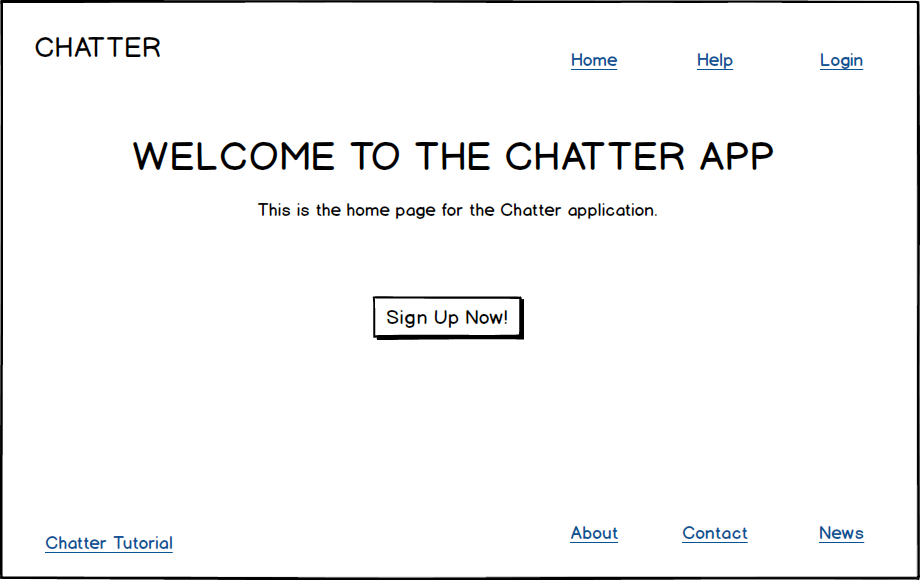 CHATTER
Home Help Login
WELCOME TO THE CHATTER APP
This is the home page for the Chatter application.
Sign Up Now!
Chatter Tutorial
About Contact News